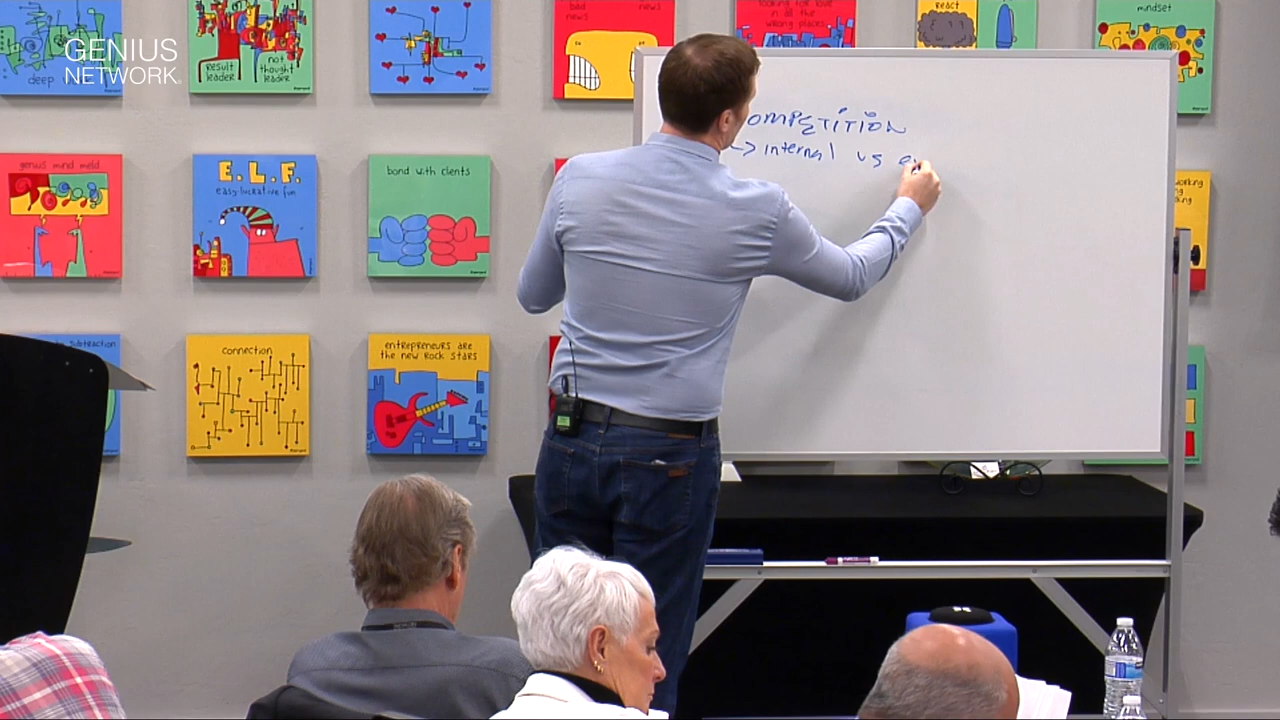 GENIUS
NETWORK
deep
result
leader
not
thought
leader
bad
news
news
looking for love
in all the
wrong places
react
mindset
OMPETITION
→ internal vs
genius mind meld
E.L.F.
easy-lucrative fun
bond with clients
subtraction
connection
entrepreneurs are
the new Rock stars